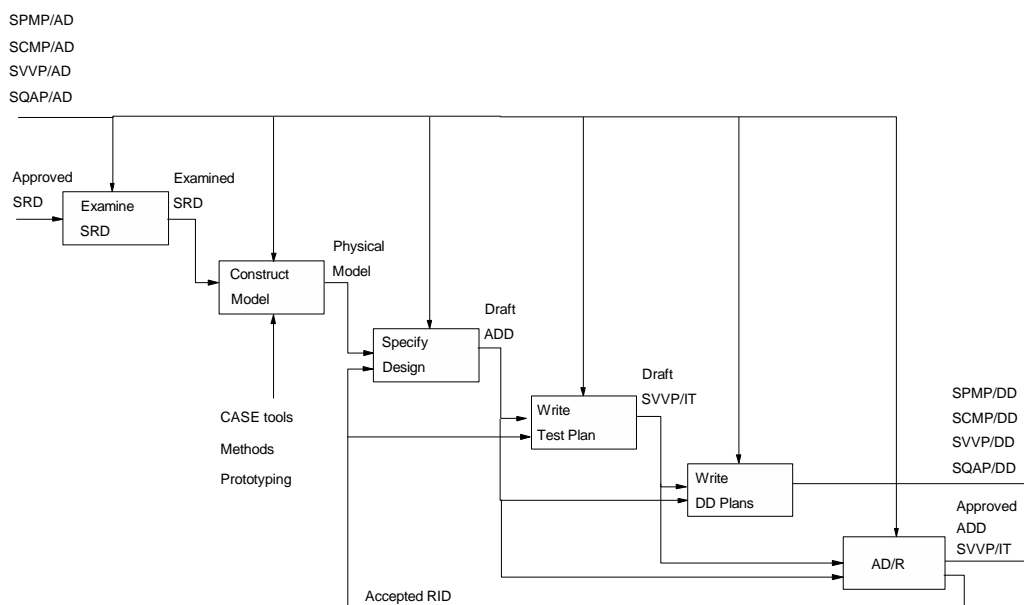 SPMP/AD
SCMP/AD
SVVP/AD
SQAP/AD
Approved
SRD
Examine
SRD
Examined
SRD
Construct
Model
Physical
Model
CASE tools
Methods
Prototyping
Specify
Design
Draft
ADD
Write
Test Plan
Draft
SVVP/IT
Write
DD Plans
SPMP/DD
SCMP/DD
SVVP/DD
SQAP/DD
AD/R
Approved
ADD
SVVP/IT
Accepted RID